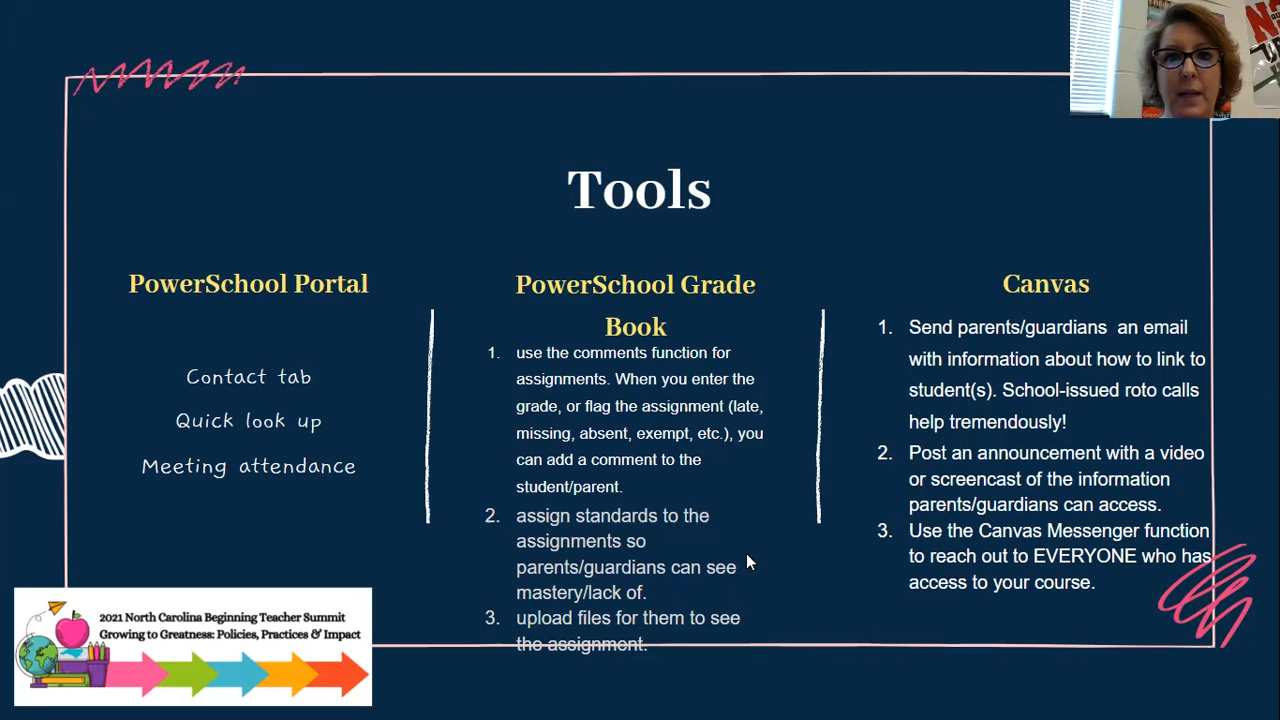 Tools
PowerSchool Portal
Contact tab
Quick look up
Meeting attendance
PowerSchool Grade
Book
1. use the comments function for
assignments. When you enter the
grade, or flag the assignment (late,
missing, absent, exempt, etc.), you
can add a comment to the
student/parent.
2. assign standards to the
assignments so
parents/guardians can see
mastery/lack of.
3. upload files for them to see
the assignment.
Canvas
1. Send parents/guardians an email
with information about how to link to
student(s). School-issued roto calls
help tremendously!
2. Post an announcement with a video
or screencast of the information
parents/guardians can access.
3. Use the Canvas Messenger function
to reach out to EVERYONE who has
access to your course.
2021 North Carolina Beginning Teacher Summit
Growing to Greatness: Policies, Practices & Impact